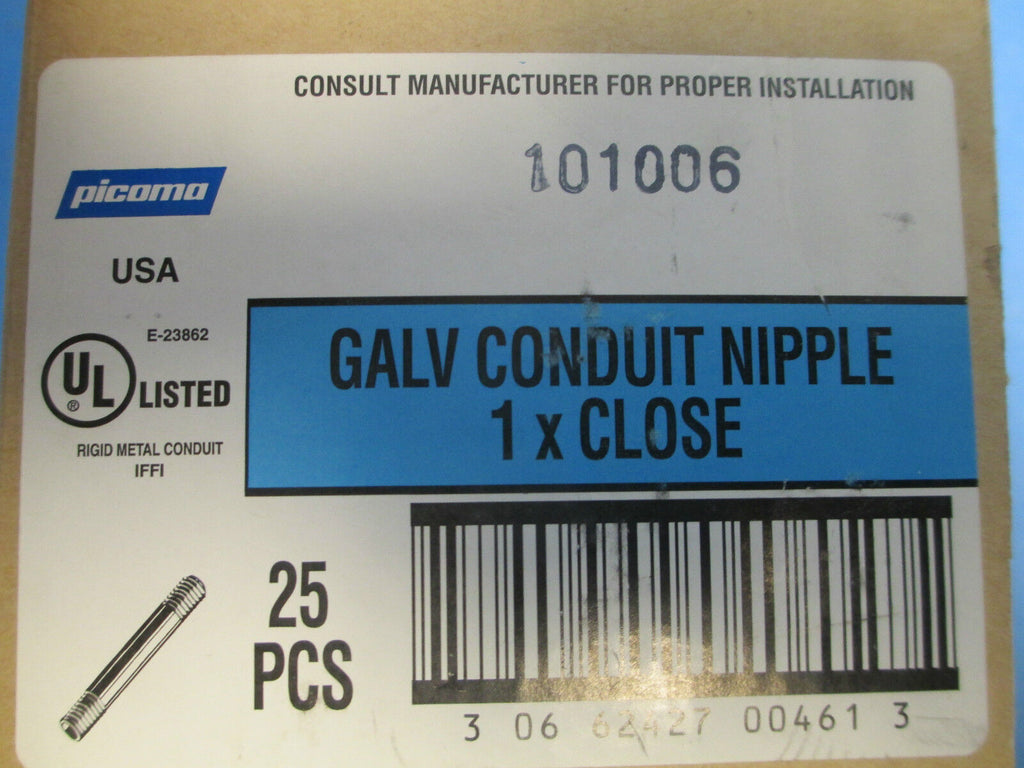 CONSULT MANUFACTURER FOR PROPER INSTALLATION
101006
picoma
USA
E-23862
UL
®
LISTED
RIGID METAL CONDUIT
IFFI
GALV CONDUIT NIPPLE
1 x CLOSE
25
PCS
3 06 62427 00461 3